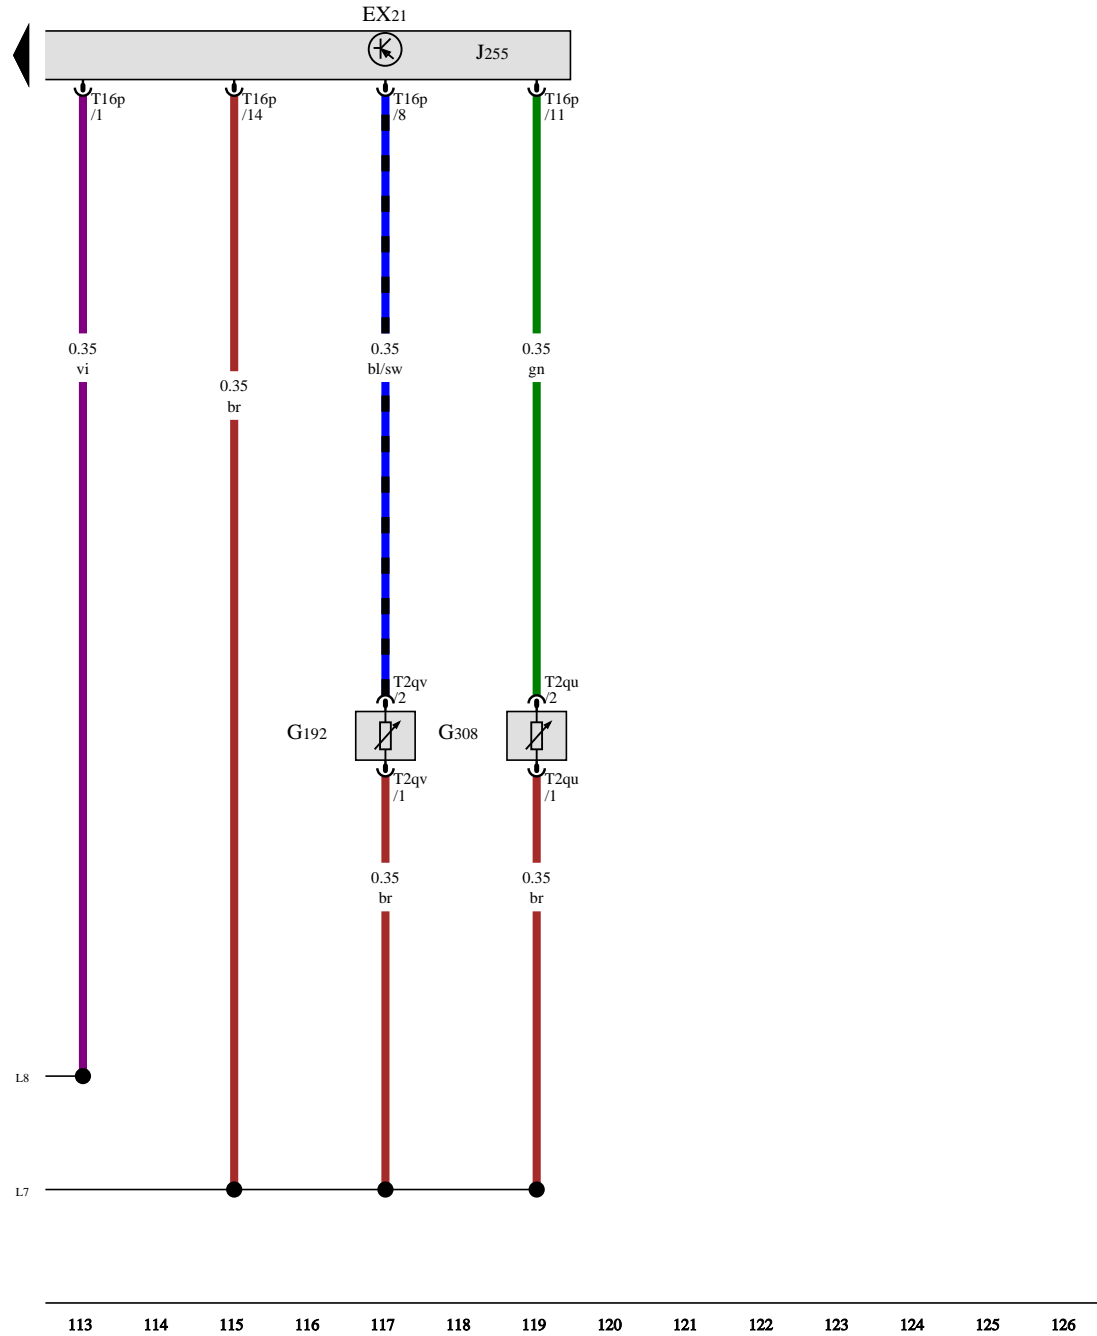 EX21
J255
T16p
/1
T16p
/14
T16p
/8
T16p
/11
0.35
vi
0.35
br
0.35
bl/sw
0.35
gn
T2qv
/2
T2qu
/2
G192
G308
T2qv
/1
T2qu
/1
0.35
br
0.35
br
L8
L7
113 114 115 116 117 118 119 120 121 122 123 124 125 126